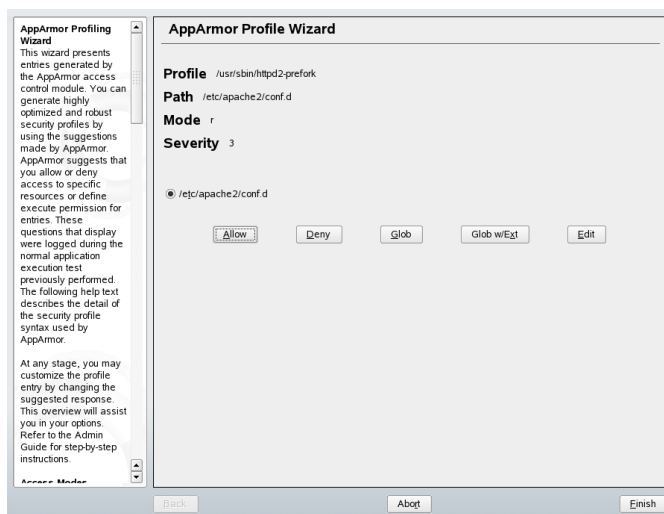 AppArmor Profiling
Wizard
This wizard presents
entries generated by
the AppArmor access
control module. You can
generate highly
optimized and robust
security profiles by
using the suggestions
made by AppArmor.
AppArmor suggests that
you allow or deny
access to specific
resources or define
execute permission for
entries. These
questions that display
were logged during the
normal application
execution test
previously performed.
The following help text
describes the detail of
the security profile
syntax used by
AppArmor.
At any stage, you may
customize the profile
entry by changing the
suggested response.
This overview will assist
you in your options.
Refer to the Admin
Guide for step-by-step
instructions.
Access Modes
AppArmor Profile Wizard
Profile /usr/sbin/httpd2-prefork
Path /etc/apache2/conf.d
Mode r
Severity 3
/etc/apache2/conf.d
Allow Deny Glob Glob w/Ext Edit
Back Abort Finish